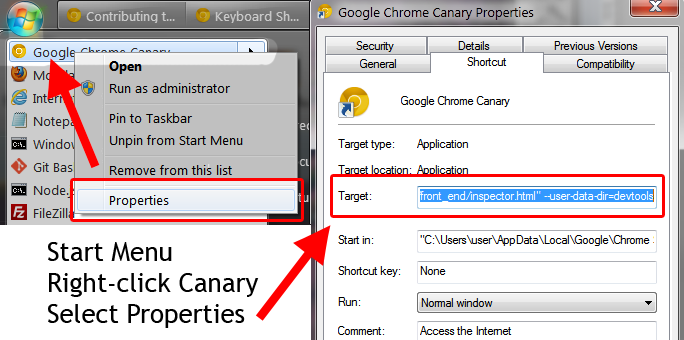 Contributing t...
Keyboard Sh...
Google Chrome Canary
Open
Run as administrator
Pin to Taskbar
Unpin from Start Menu
Remove from this list
Properties
Internet
Notep
Wind
Git Bas
Node.j
FileZilla
Start Menu
Right-click Canary
Select Properties
Google Chrome Canary Properties
Security
Details
Previous Versions
General
Shortcut
Compatibility
Google Chrome Canary
Target type:
Application
Target location:
Application
Target:
front_end/inspector.html" --user-data-dir=devtools
Start in:
"C:\Users\user\AppData\Local\Google\Chrome
Shortcut key:
None
Run:
Normal window
Comment:
Access the Internet